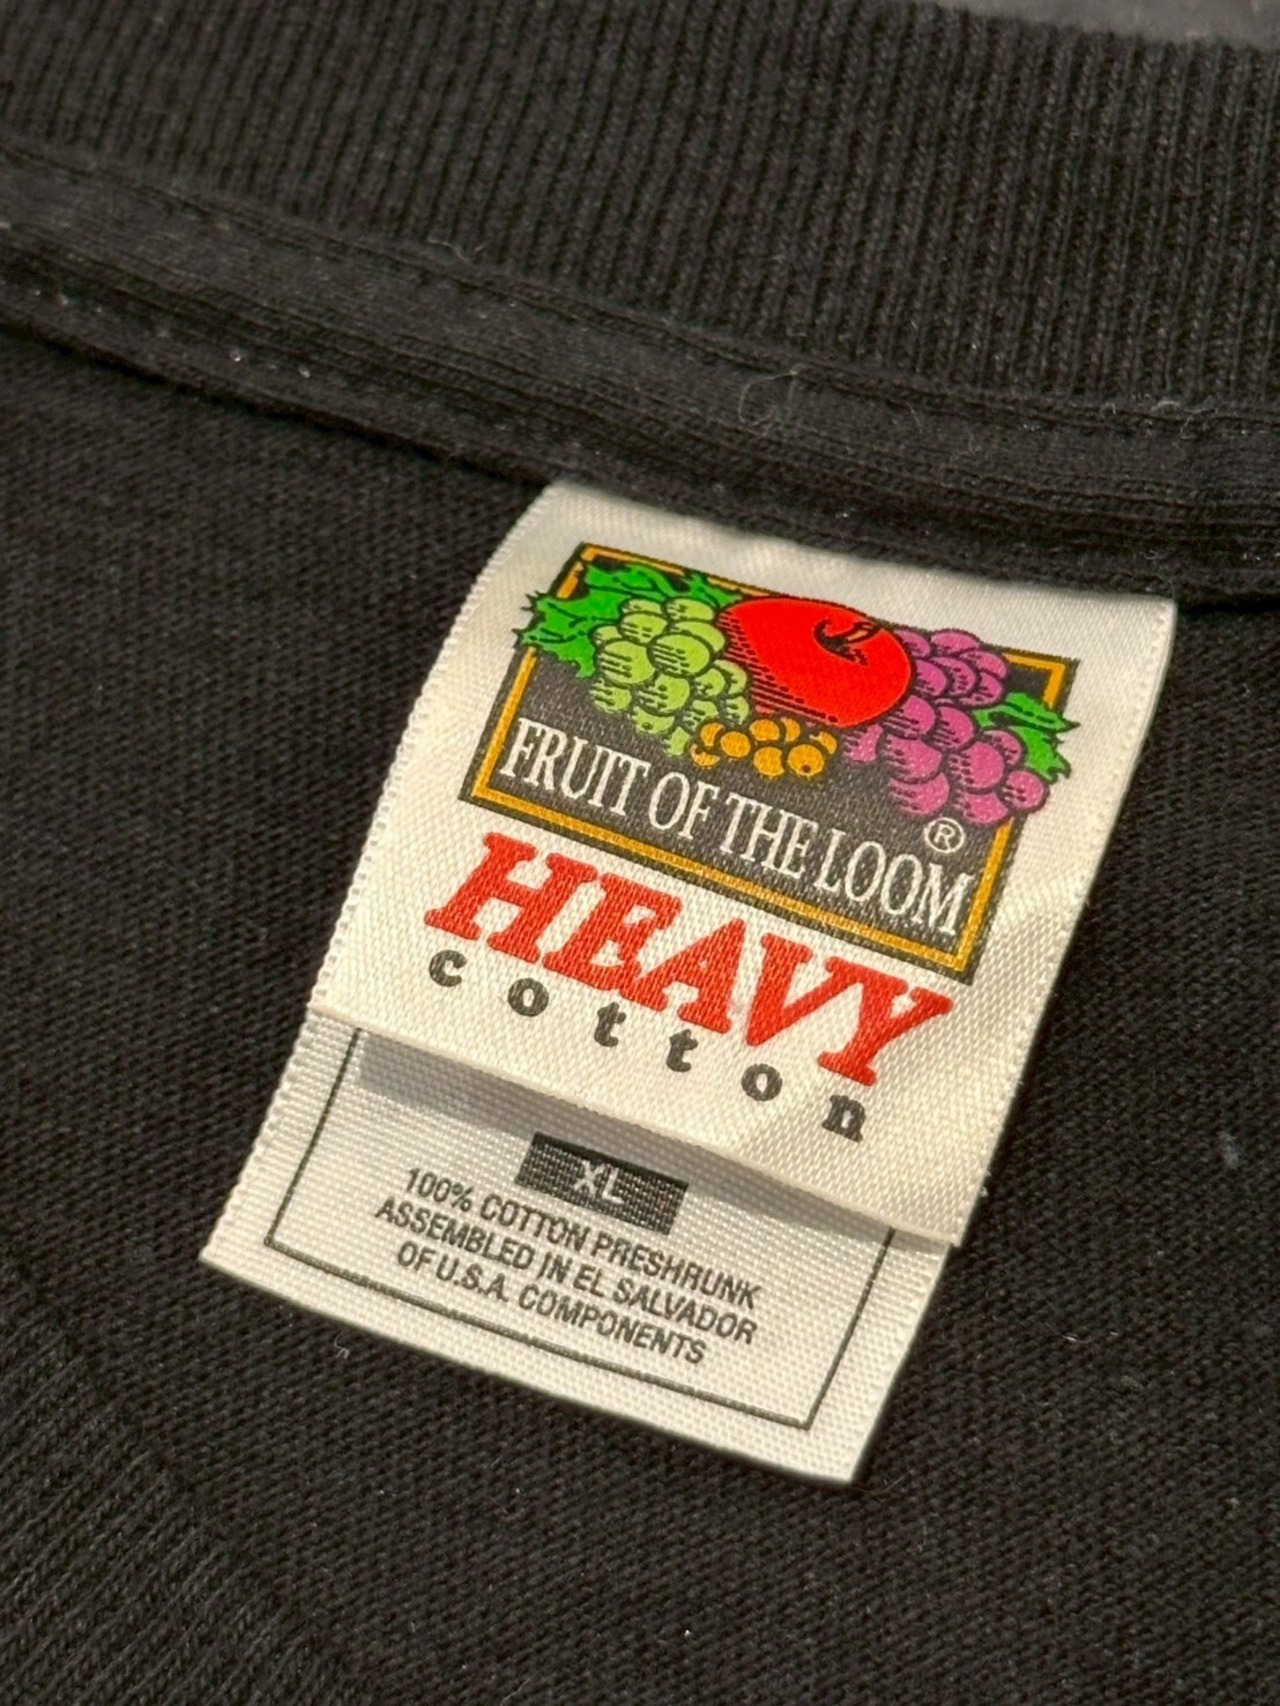 FRUIT OF THE LOOM
®
HEAVY
cotton
XL
100% COTTON PRESHRUNK
ASSEMBLED IN EL SALVADOR
OF U.S.A. COMPONENTS